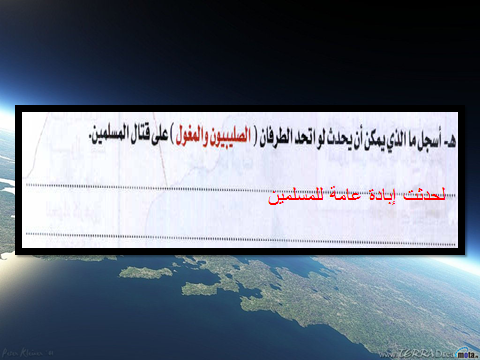 هـ- أسجل ما الذي يمكن أن يحدث لو اتحد الطرفان ( الصليبيون والمغول ) على قتال المسلمين.
لحدثت إبادة عامة للمسلمين